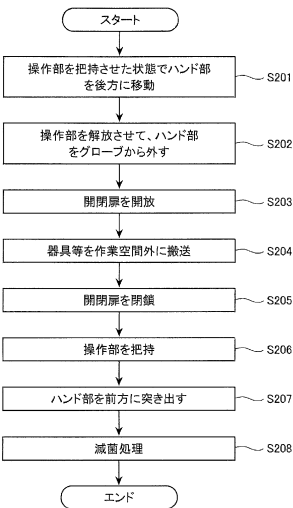 スタート
操作部を把持させた状態でハンド部
を後方に移動
S201
操作部を解放させて、ハンド部
をグローブから外す
S202
開閉扉を開放
S203
器具等を作業空間外に搬送
S204
開閉扉を閉鎖
S205
操作部を把持
S206
ハンド部を前方に突き出す
S207
滅菌処理
S208
エンド